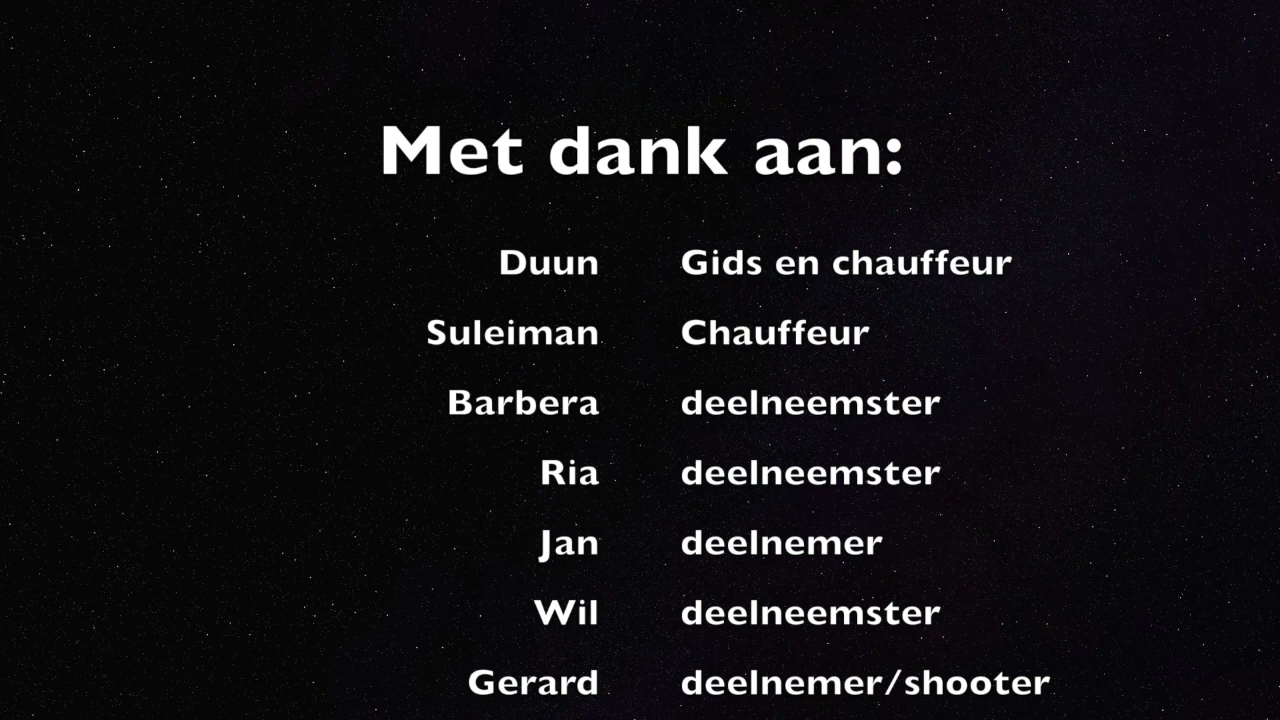 Met dank aan:
Duun Gids en chauffeur
Suleiman Chauffeur
Barbera deelneemster
Ria deelneemster
Jan deelnemer
Wil deelneemster
Gerard deelnemer/shooter